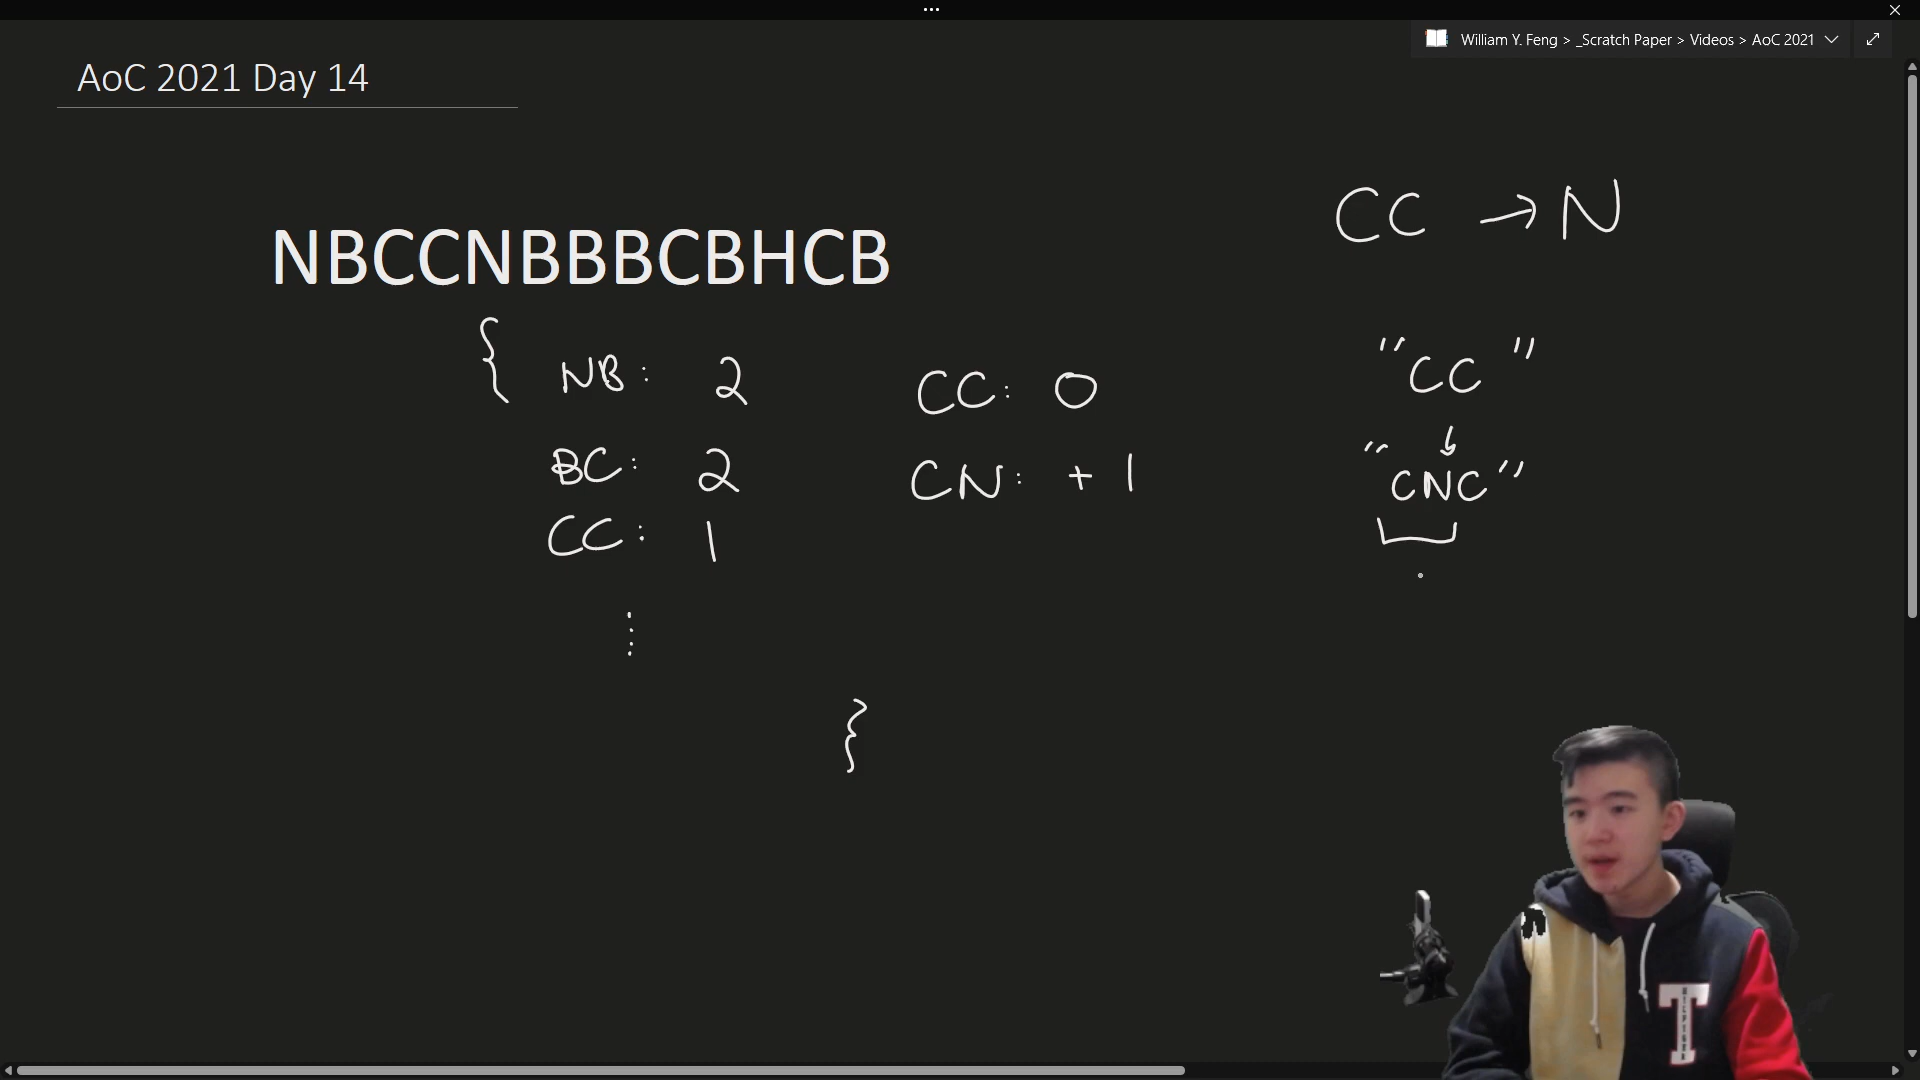 William Y. Feng > _Scratch Paper > Videos > AoC 2021
AoC 2021 Day 14
NBCCNBBBCBHCB
CC → N
{
NB: 2
BC: 2
CC: 1
⋮
}
CC: 0
CN: + 1
"CC"
↓
"CNC"
T